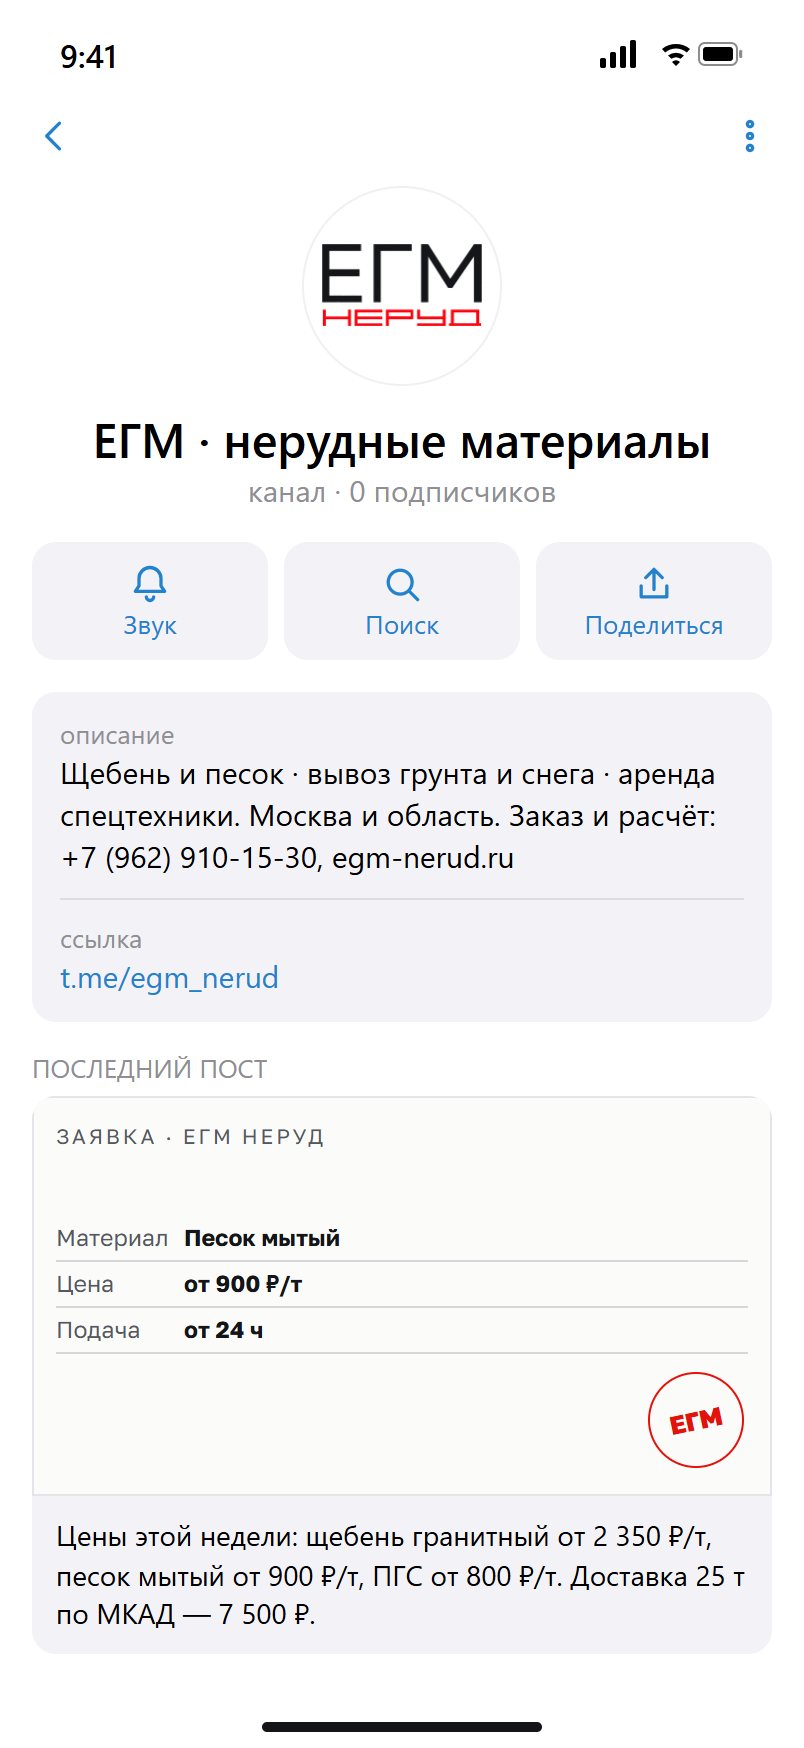 9:41
ЕГМ
НЕРУД
ЕГМ · нерудные материалы
канал · 0 подписчиков
Звук
Поиск
Поделиться
описание
Щебень и песок · вывоз грунта и снега · аренда
спецтехники. Москва и область. Заказ и расчёт:
+7 (962) 910-15-30, egm-nerud.ru
ссылка
t.me/egm_nerud
ПОСЛЕДНИЙ ПОСТ
ЗАЯВКА · ЕГМ НЕРУД
Материал Песок мытый
Цена от 900 ₽/т
Подача от 24 ч
ЕГМ
Цены этой недели: щебень гранитный от 2 350 ₽/т,
песок мытый от 900 ₽/т, ПГС от 800 ₽/т. Доставка 25 т
по МКАД — 7 500 ₽.